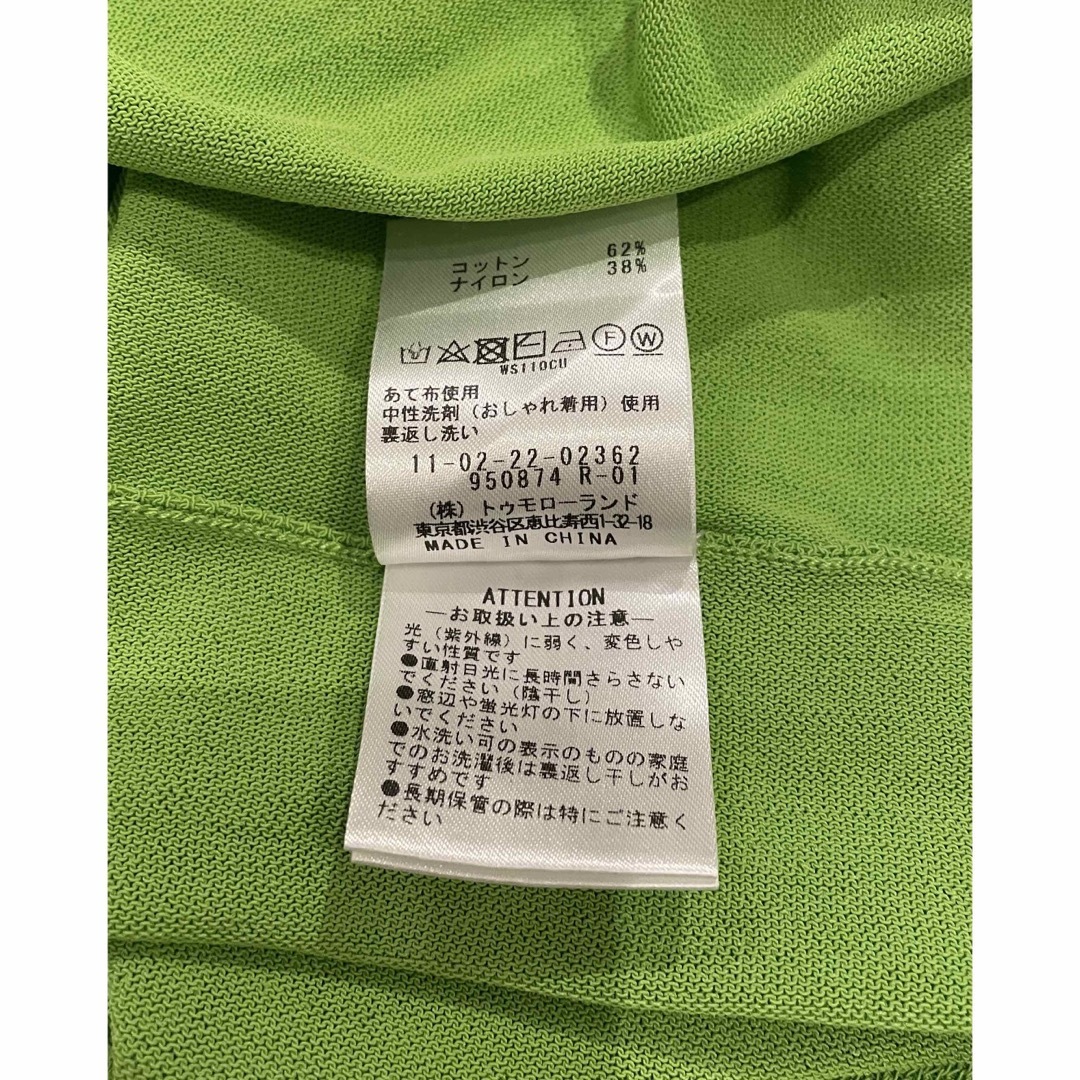 コットン 62%
ナイロン 38%
F W
WS110CU
あて布使用
中性洗剤（おしゃれ着用）使用
裏返し洗い
11-02-22-02362
950874 R-01
（株）トゥモローランド
東京都渋谷区恵比寿西1-32-18
MADE IN CHINA
ATTENTION
―お取扱い上の注意―
光（紫外線）に弱く、変色しや
すい性質です
●直射日光に長時間さらさない
でください（陰干し）
●窓辺や蛍光灯の下に放置しな
いでください
●水洗い可の表示のものの家庭
でのお洗濯後は裏返し干しがお
すすめです
●長期保管の際は特にご注意く
ださい